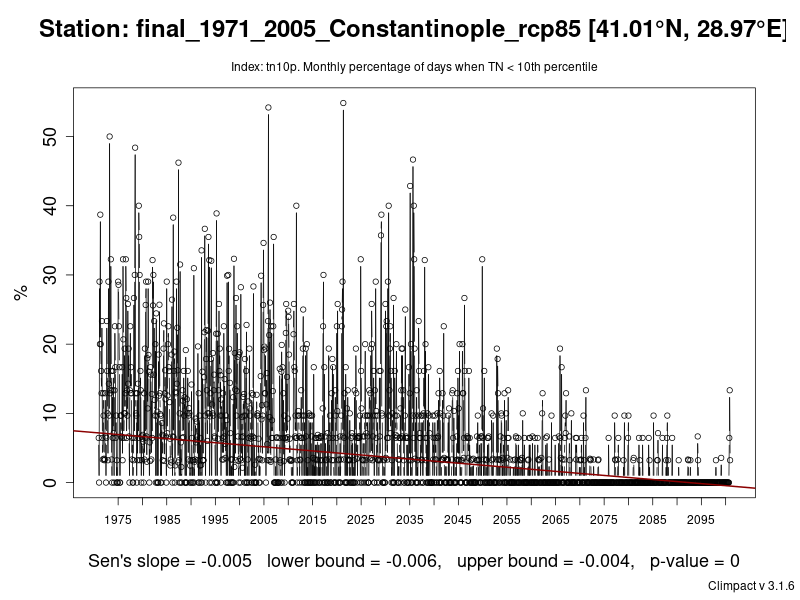 Station: final_1971_2005_Constantinople_rcp85 [41.01°N, 28.97°E]
Index: tn10p. Monthly percentage of days when TN < 10th percentile
%
50
40
30
20
10
0
1975 1985 1995 2005 2015 2025 2035 2045 2055 2065 2075 2085 2095
Sen's slope = -0.005 lower bound = -0.006, upper bound = -0.004, p-value = 0
Climpact v 3.1.6